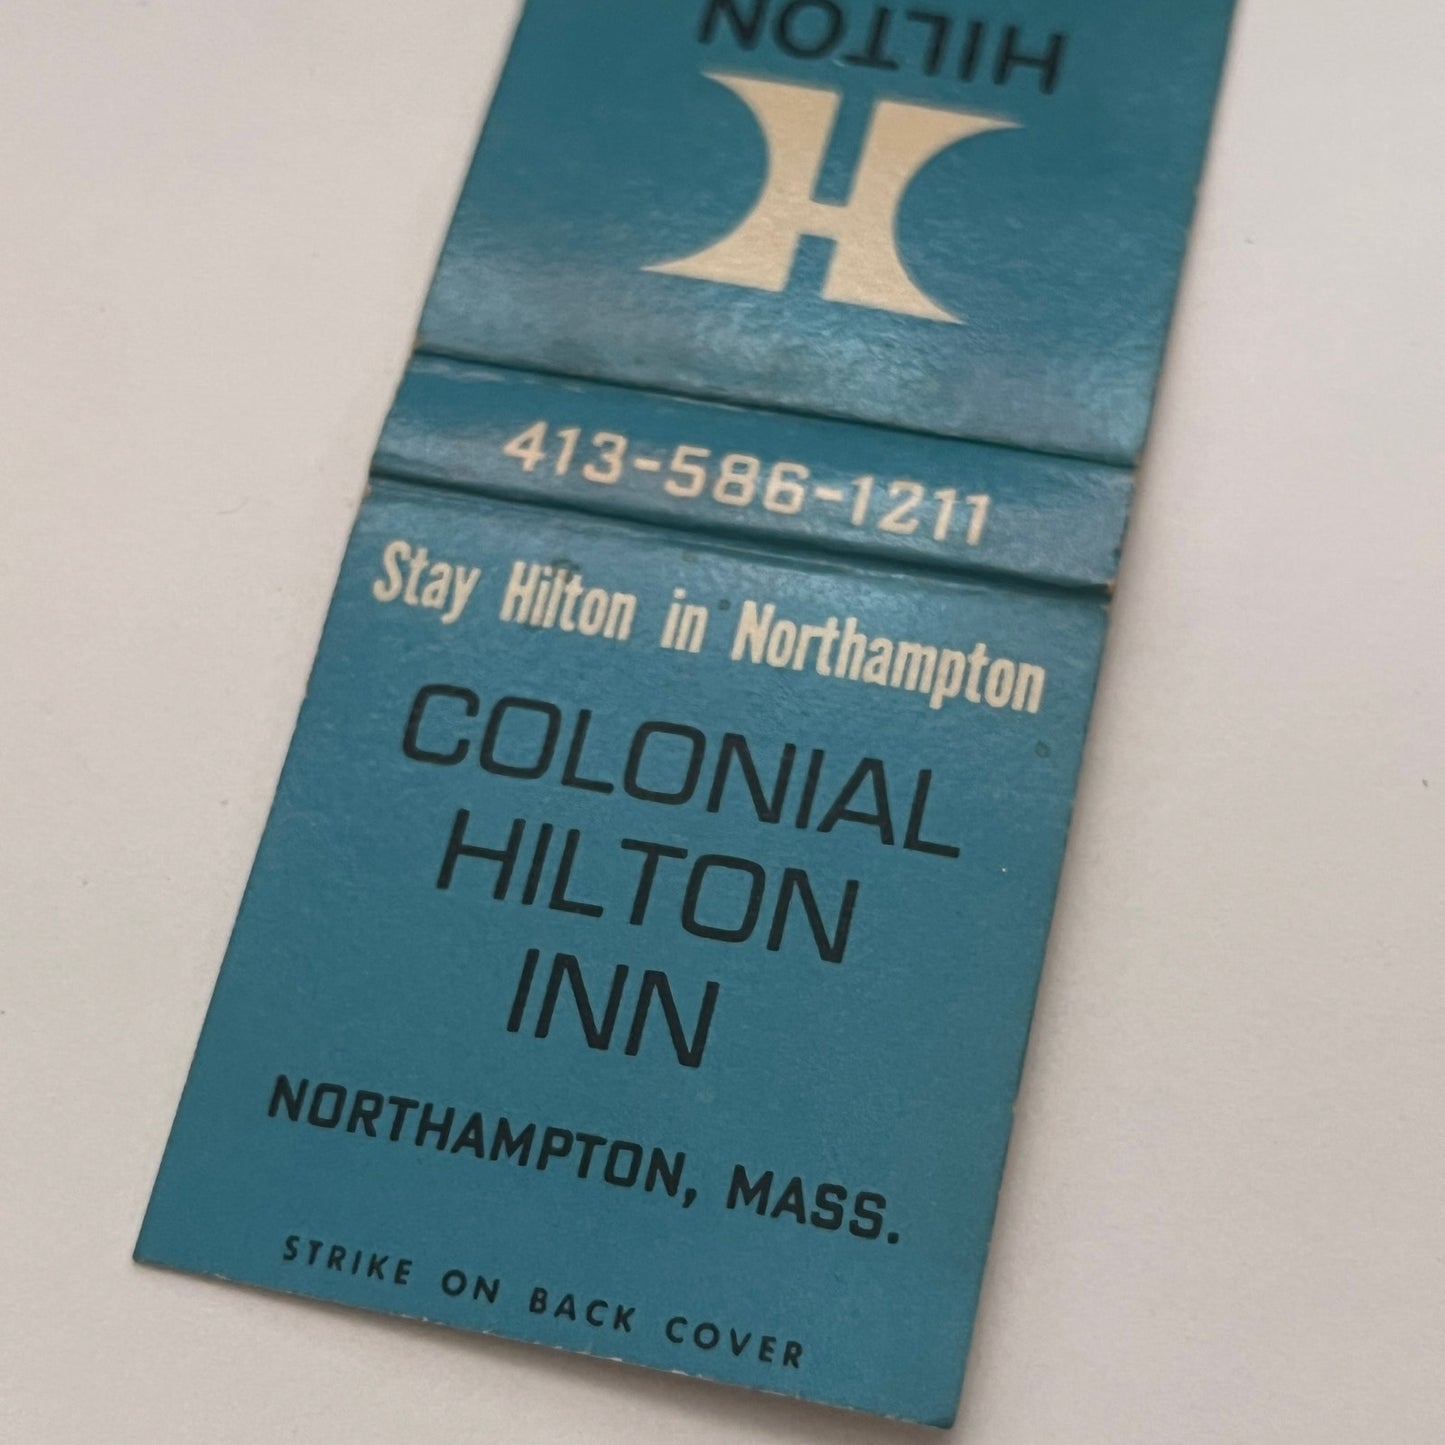 HILTON
413-586-1211
Stay Hilton in Northampton
COLONIAL
HILTON
INN
NORTHAMPTON, MASS.
STRIKE ON BACK COVER